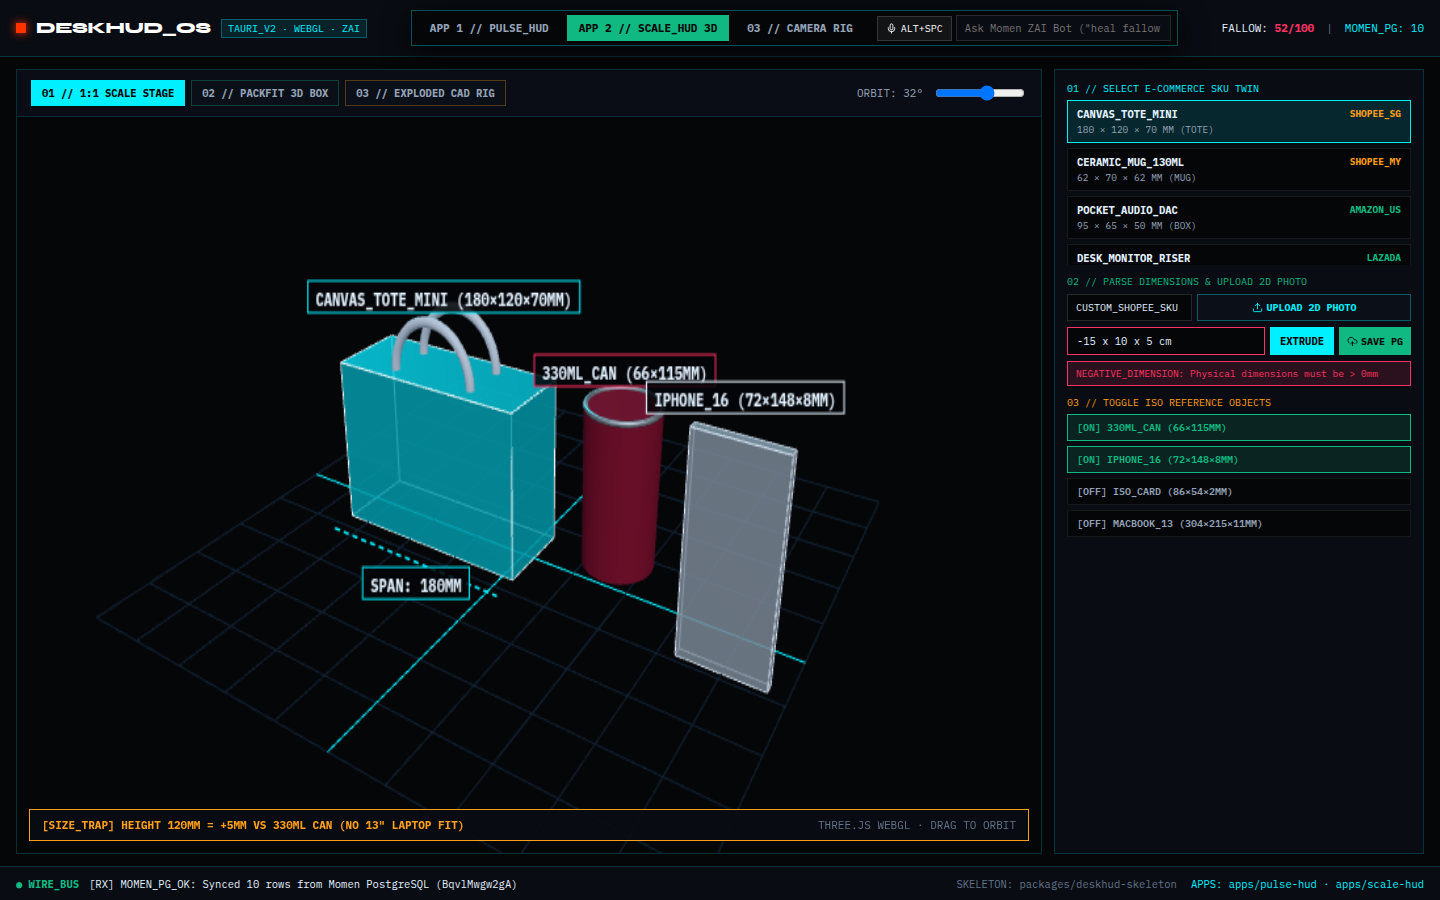 DESKHUD_OS
TAURI_V2 · WEBGL · ZAI
APP 1 // PULSE_HUD
APP 2 // SCALE_HUD 3D
03 // CAMERA RIG
ALT+SPC
Ask Momen ZAI Bot ("heal fallow
FALLOW: 52/100 | MOMEN_PG: 10
01 // 1:1 SCALE STAGE
02 // PACKFIT 3D BOX
03 // EXPLODED CAD RIG
ORBIT: 32°
CANVAS_TOTE_MINI (180×120×70MM)
330ML_CAN (66×115MM)
IPHONE_16 (72×148×8MM)
SPAN: 180MM
[SIZE_TRAP] HEIGHT 120MM = +5MM VS 330ML CAN (NO 13" LAPTOP FIT)
THREE.JS WEBGL · DRAG TO ORBIT
01 // SELECT E-COMMERCE SKU TWIN
CANVAS_TOTE_MINI SHOPEE_SG
180 × 120 × 70 MM (TOTE)
CERAMIC_MUG_130ML SHOPEE_MY
62 × 70 × 62 MM (MUG)
POCKET_AUDIO_DAC AMAZON_US
95 × 65 × 50 MM (BOX)
DESK_MONITOR_RISER LAZADA
02 // PARSE DIMENSIONS & UPLOAD 2D PHOTO
CUSTOM_SHOPEE_SKU
UPLOAD 2D PHOTO
-15 x 10 x 5 cm
EXTRUDE
SAVE PG
NEGATIVE_DIMENSION: Physical dimensions must be > 0mm
03 // TOGGLE ISO REFERENCE OBJECTS
[ON] 330ML_CAN (66×115MM)
[ON] IPHONE_16 (72×148×8MM)
[OFF] ISO_CARD (86×54×2MM)
[OFF] MACBOOK_13 (304×215×11MM)
● WIRE_BUS [RX] MOMEN_PG_OK: Synced 10 rows from Momen PostgreSQL (BqvlMwgw2gA)
SKELETON: packages/deskhud-skeleton
APPS: apps/pulse-hud · apps/scale-hud